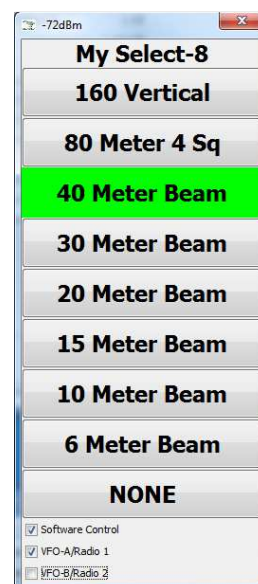 -72dBm
My Select-8
160 Vertical
80 Meter 4 Sq
40 Meter Beam
30 Meter Beam
20 Meter Beam
15 Meter Beam
10 Meter Beam
6 Meter Beam
NONE
Software Control
VFO-A/Radio 1
VFO-B/Radio 2